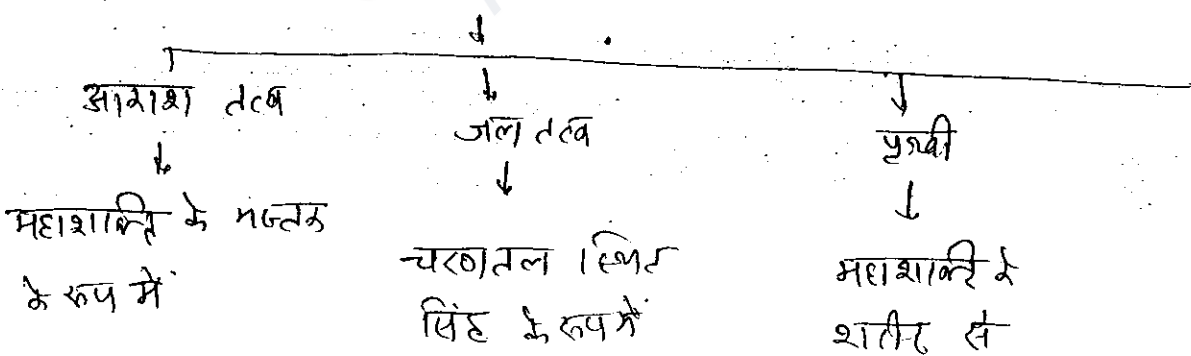 आकाश तत्व
जल तत्व
पृथ्वी
महाशक्ति के मस्तक
के रूप में
चरणतल स्थित
सिंह के रूप में
महाशक्ति के
शरीर से